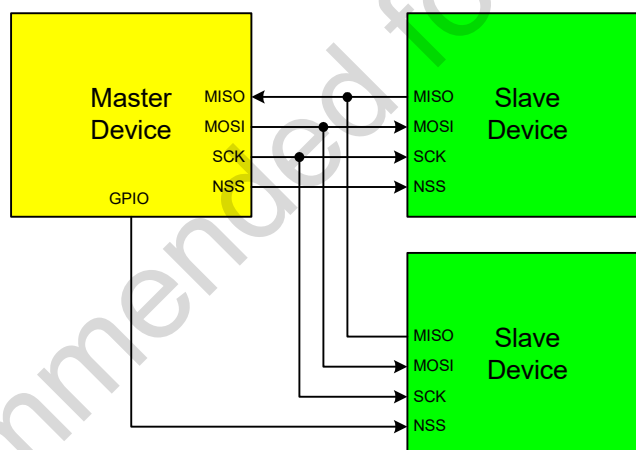 Master
Device
MISO
MOSI
SCK
NSS
GPIO
MISO
MOSI
SCK
NSS
Slave
Device
MISO
MOSI
SCK
NSS
Slave
Device